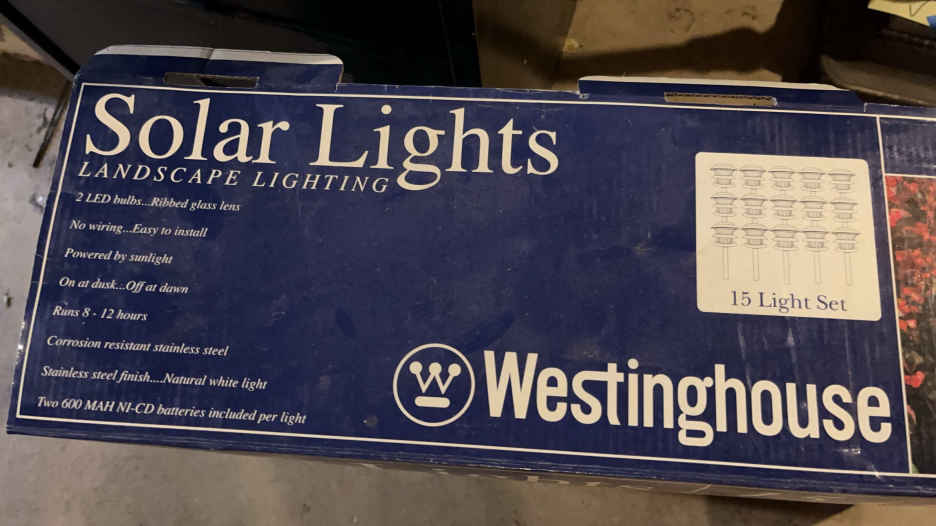 Solar Lights
LANDSCAPE LIGHTING
2 LED bulbs...Ribbed glass lens
No wiring...Easy to install
Powered by sunlight
On at dusk...Off at dawn
Runs 8 - 12 hours
Corrosion resistant stainless steel
Stainless steel finish....Natural white light
Two 600 MAH NI-CD batteries included per light
15 Light Set
W Westinghouse